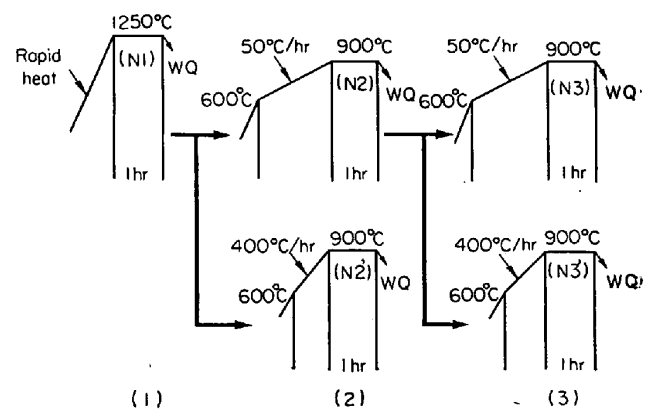 1250°C
Rapid
heat
(N1)
WQ
1hr
50°C/hr
900°C
600°C
(N2)
WQ
1hr
50°C/hr
900°C
600°C
(N3)
WQ
1hr
400°C/hr
900°C
600°C
(N2')
WQ
1hr
400°C/hr
900°C
600°C
(N3')
WQ
1hr
(1)
(2)
(3)